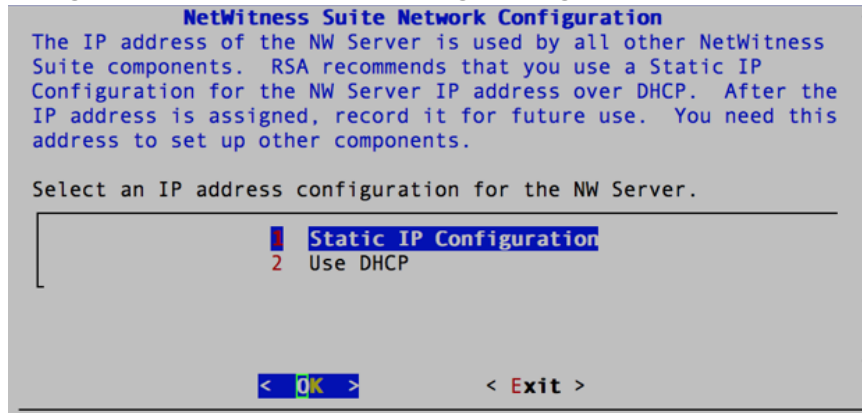 NetWitness Suite Network Configuration
The IP address of the NW Server is used by all other NetWitness
Suite components.  RSA recommends that you use a Static IP
Configuration for the NW Server IP address over DHCP.  After the
IP address is assigned, record it for future use.  You need this
address to set up other components.
Select an IP address configuration for the NW Server.
1 Static IP Configuration
2 Use DHCP
< OK > < Exit >